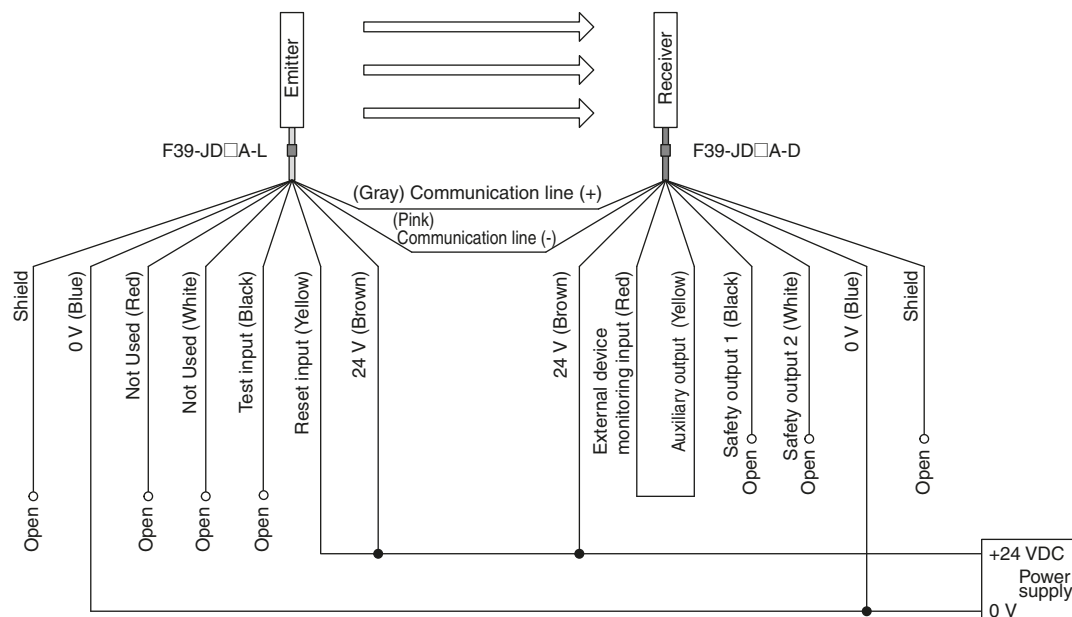 Emitter
Receiver
F39-JD□A-L
F39-JD□A-D
(Gray) Communication line (+)
(Pink)
Communication line (-)
Shield
0 V (Blue)
Not Used (Red)
Not Used (White)
Test input (Black)
Reset input (Yellow)
24 V (Brown)
24 V (Brown)
External device
monitoring input (Red)
Auxiliary output (Yellow)
Safety output 1 (Black)
Safety output 2 (White)
0 V (Blue)
Shield
Open
Open
Open
Open
Open
Open
Open
+24 VDC
Power
supply
0 V